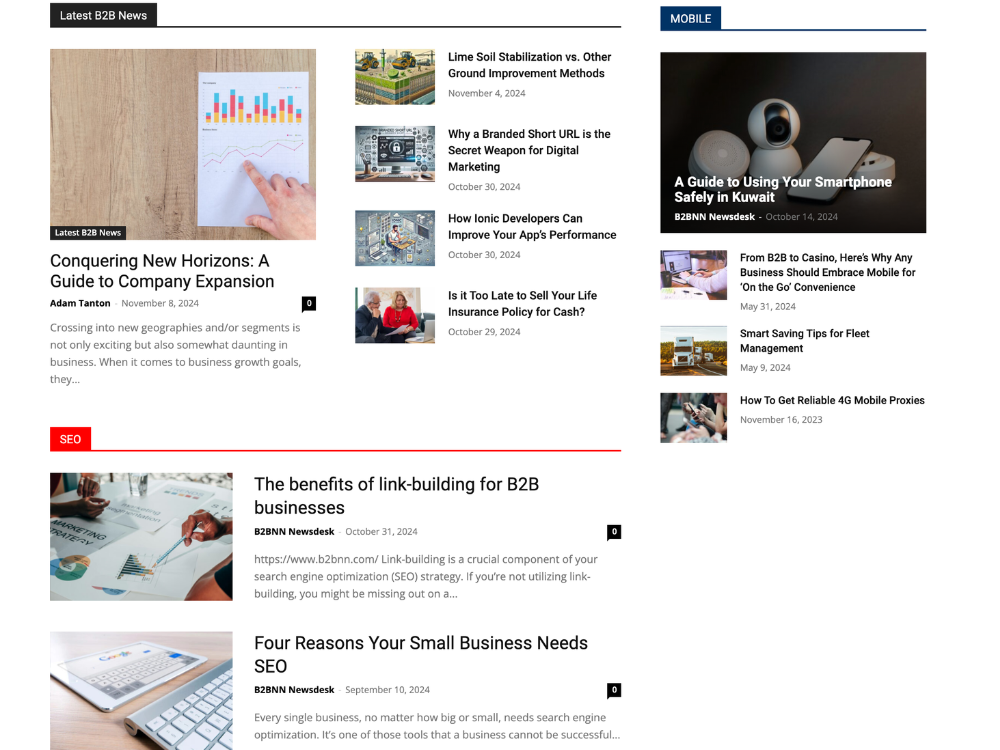 Latest B2B News
Latest B2B News
Conquering New Horizons: A
Guide to Company Expansion
Adam Tanton - November 8, 2024
0
Crossing into new geographies and/or segments is
not only exciting but also somewhat daunting in
business. When it comes to business growth goals,
they...
Lime Soil Stabilization vs. Other
Ground Improvement Methods
November 4, 2024
Why a Branded Short URL is the
Secret Weapon for Digital
Marketing
October 30, 2024
How Ionic Developers Can
Improve Your App's Performance
October 30, 2024
Is it Too Late to Sell Your Life
Insurance Policy for Cash?
October 29, 2024
SEO
MARKETING
STRATEGY
The benefits of link-building for B2B
businesses
B2BNN Newsdesk - October 31, 2024
0
https://www.b2bnn.com/ Link-building is a crucial component of your
search engine optimization (SEO) strategy. If you're not utilizing link-
building, you might be missing out on a...
Google
Four Reasons Your Small Business Needs
SEO
B2BNN Newsdesk - September 10, 2024
0
Every single business, no matter how big or small, needs search engine
optimization. It's one of those tools that a business cannot be successful...
MOBILE
A Guide to Using Your Smartphone
Safely in Kuwait
B2BNN Newsdesk - October 14, 2024
From B2B to Casino, Here's Why Any
Business Should Embrace Mobile for
'On the Go' Convenience
May 31, 2024
Smart Saving Tips for Fleet
Management
May 9, 2024
How To Get Reliable 4G Mobile Proxies
November 16, 2023